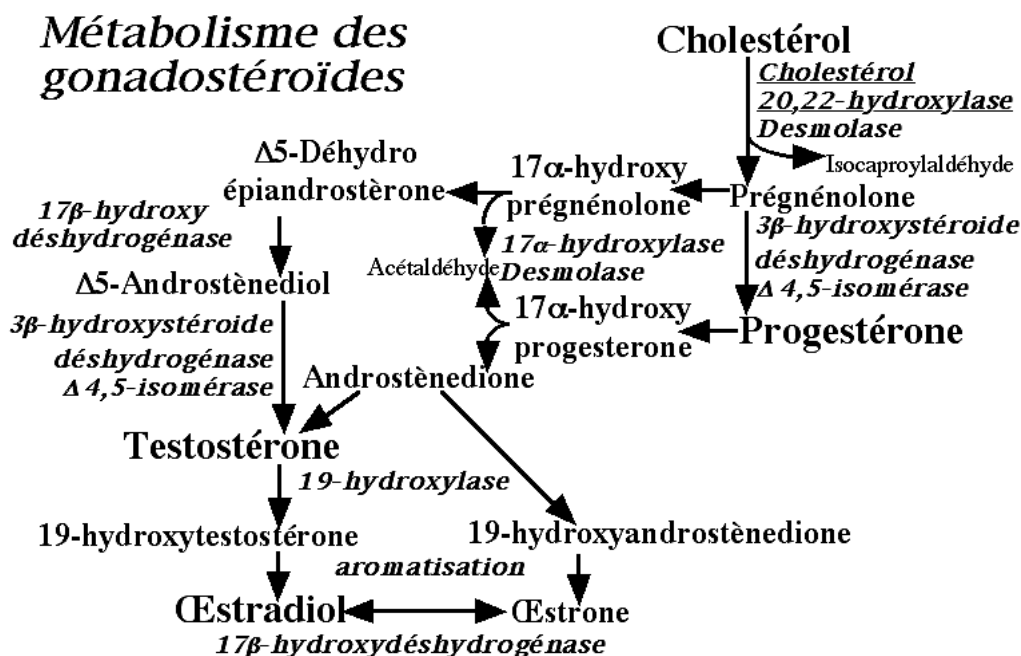 Métabolisme des
gonadostéroïdes
Cholestérol
Cholestérol
20,22-hydroxylase
Desmolase
Isocaproylaldéhyde
Δ5-Déhydro
épiandrostèrone
17α-hydroxy
prégnénolone
Prégnénolone
17β-hydroxy
déshydrogénase
3β-hydroxystéroide
déshydrogénase
Δ 4,5-isomérase
17α-hydroxylase
Desmolase
Acétaldéhyde
Δ5-Androstènediol
17α-hydroxy
progesterone
Progestérone
3β-hydroxystéroide
déshydrogénase
Δ 4,5-isomérase
Androstènedione
Testostérone
19-hydroxylase
19-hydroxytestostérone
19-hydroxyandrostènedione
aromatisation
Œstradiol
Œstrone
17β-hydroxydéshydrogénase